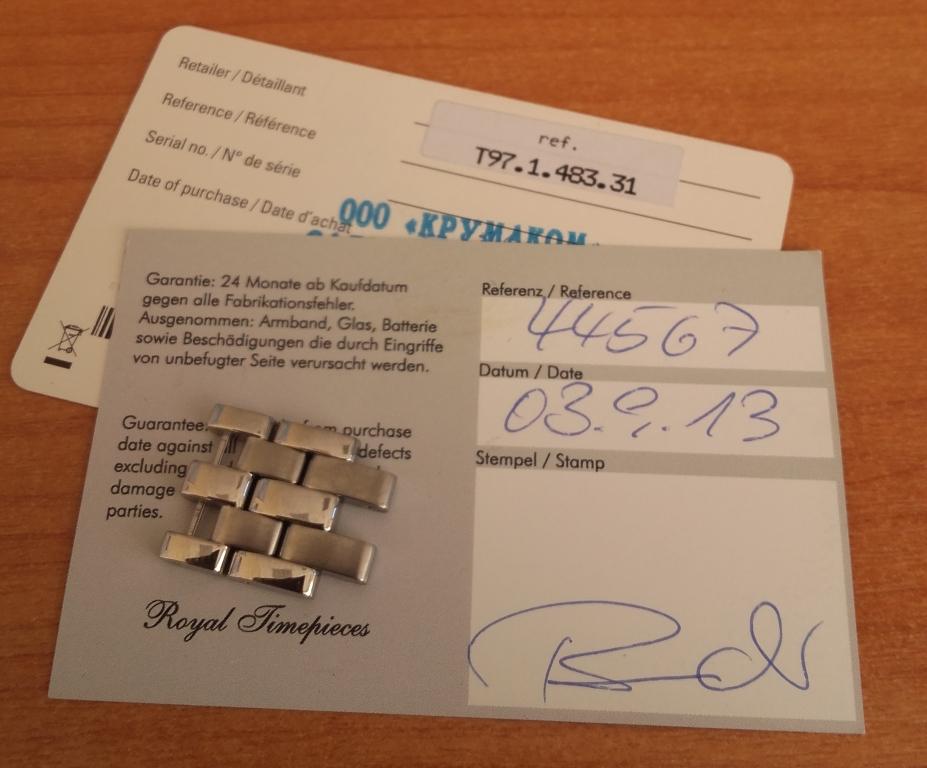 Retailer / Détaillant
Reference / Référence
Serial no. / N° de série
Date of purchase / Date d'achat
ref.
T97.1.483.31
ООО «КРУМАКОМ»
Garantie: 24 Monate ab Kaufdatum
gegen alle Fabrikationsfehler.
Ausgenommen: Armband, Glas, Batterie
sowie Beschädigungen die durch Eingriffe
von unbefugter Seite verursacht werden.
Guarantee: from purchase
date against defects
excluding
damage
parties.
Royal Timepieces
Referenz / Reference
44567
Datum / Date
03.9.13
Stempel / Stamp